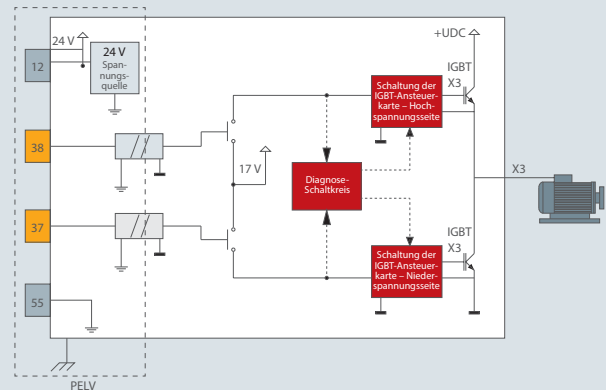 24 V
12
24 V
Span-
nungs-
quelle
38
37
55
PELV
17 V
Diagnose-
Schaltkreis
+UDC
IGBT
X3
Schaltung der
IGBT-Ansteuer-
karte – Hoch-
spannungsseite
X3
IGBT
X3
Schaltung der
IGBT-Ansteuer-
karte – Nieder-
spannungsseite